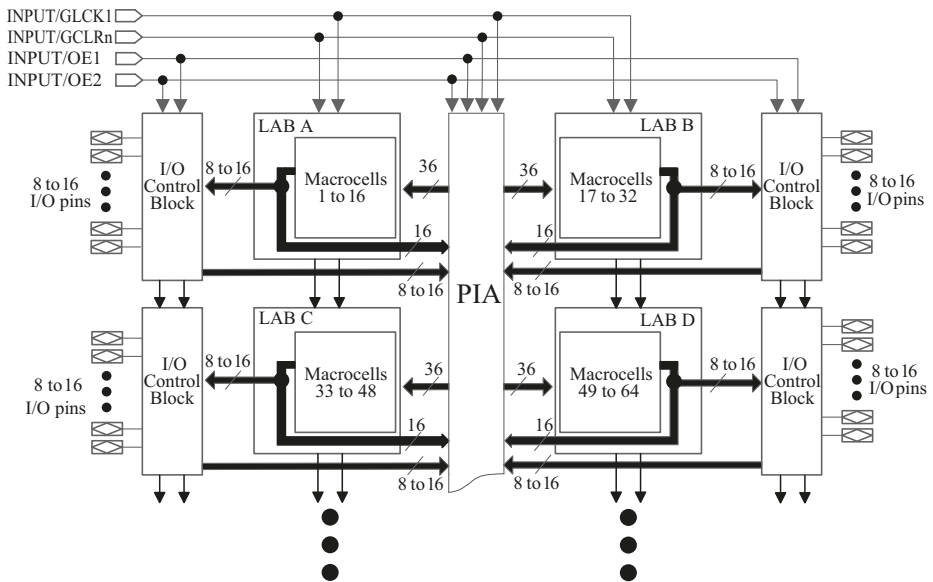 INPUT/GLCK1
INPUT/GCLRn
INPUT/OE1
INPUT/OE2
LAB A
LAB B
I/O
Control
Block
8 to 16
I/O pins
8 to 16
Macrocells
1 to 16
36
16
8 to 16
PIA
36
16
8 to 16
Macrocells
17 to 32
8 to 16
I/O
Control
Block
8 to 16
I/O pins
LAB C
LAB D
I/O
Control
Block
8 to 16
I/O pins
8 to 16
Macrocells
33 to 48
36
16
8 to 16
36
16
8 to 16
Macrocells
49 to 64
8 to 16
I/O
Control
Block
8 to 16
I/O pins